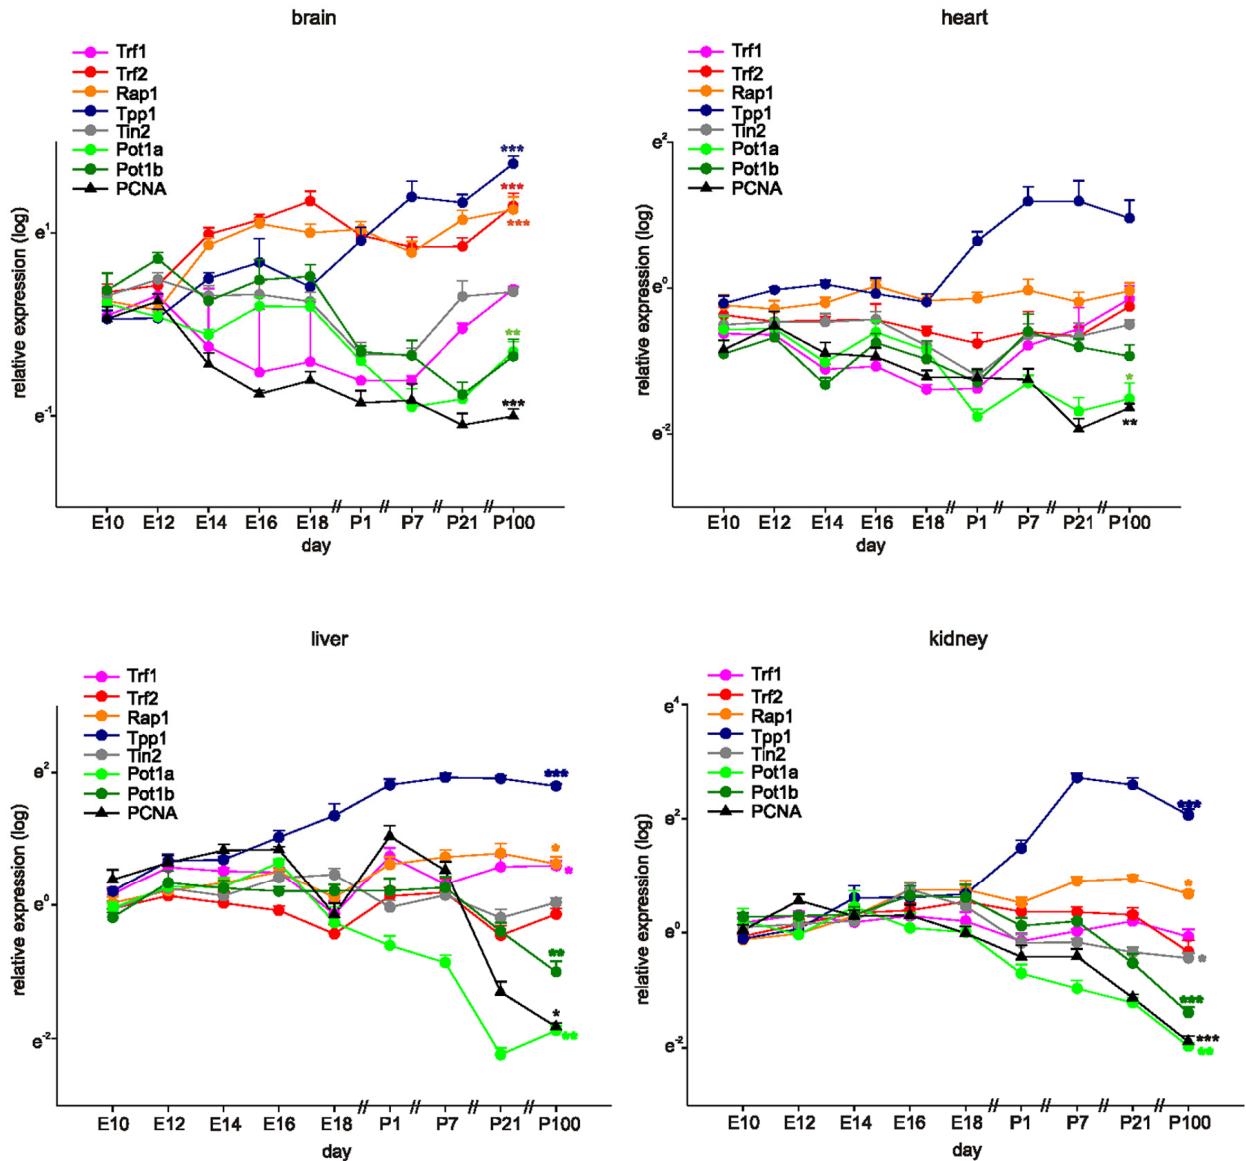 brain
Trf1
Trf2
Rap1
Tpp1
Tin2
Pot1a
Pot1b
PCNA
relative expression (log)
e1
e-1
***
***
***
**
***
E10 E12 E14 E16 E18 P1 P7 P21 P100
day
heart
Trf1
Trf2
Rap1
Tpp1
Tin2
Pot1a
Pot1b
PCNA
relative expression (log)
e2
e0
e-2
*
**
E10 E12 E14 E16 E18 P1 P7 P21 P100
day
liver
Trf1
Trf2
Rap1
Tpp1
Tin2
Pot1a
Pot1b
PCNA
relative expression (log)
e2
e0
e-2
***
*
*
**
*
**
E10 E12 E14 E16 E18 P1 P7 P21 P100
day
kidney
Trf1
Trf2
Rap1
Tpp1
Tin2
Pot1a
Pot1b
PCNA
relative expression (log)
e4
e2
e0
e-2
***
*
*
***
***
**
E10 E12 E14 E16 E18 P1 P7 P21 P100
day